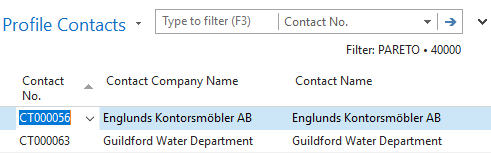 Profile Contacts
Type to filter (F3) Contact No.
Filter: PARETO • 40000
Contact No. Contact Company Name Contact Name
CT000056 Englunds Kontorsmöbler AB Englunds Kontorsmöbler AB
CT000063 Guildford Water Department Guildford Water Department